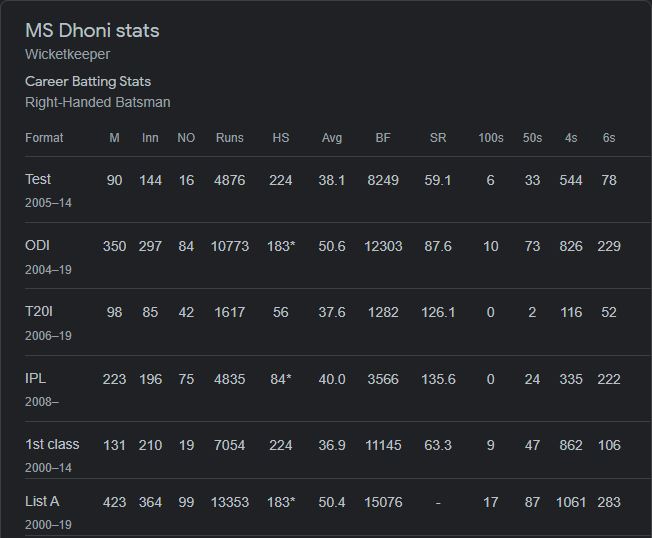 MS Dhoni stats
Wicketkeeper
Career Batting Stats
Right-Handed Batsman
Format M Inn NO Runs HS Avg BF SR 100s 50s 4s 6s
Test 90 144 16 4876 224 38.1 8249 59.1 6 33 544 78
2005–14
ODI 350 297 84 10773 183* 50.6 12303 87.6 10 73 826 229
2004–19
T20I 98 85 42 1617 56 37.6 1282 126.1 0 2 116 52
2006–19
IPL 223 196 75 4835 84* 40.0 3566 135.6 0 24 335 222
2008–
1st class 131 210 19 7054 224 36.9 11145 63.3 9 47 862 106
2000–14
List A 423 364 99 13353 183* 50.4 15076 - 17 87 1061 283
2000–19